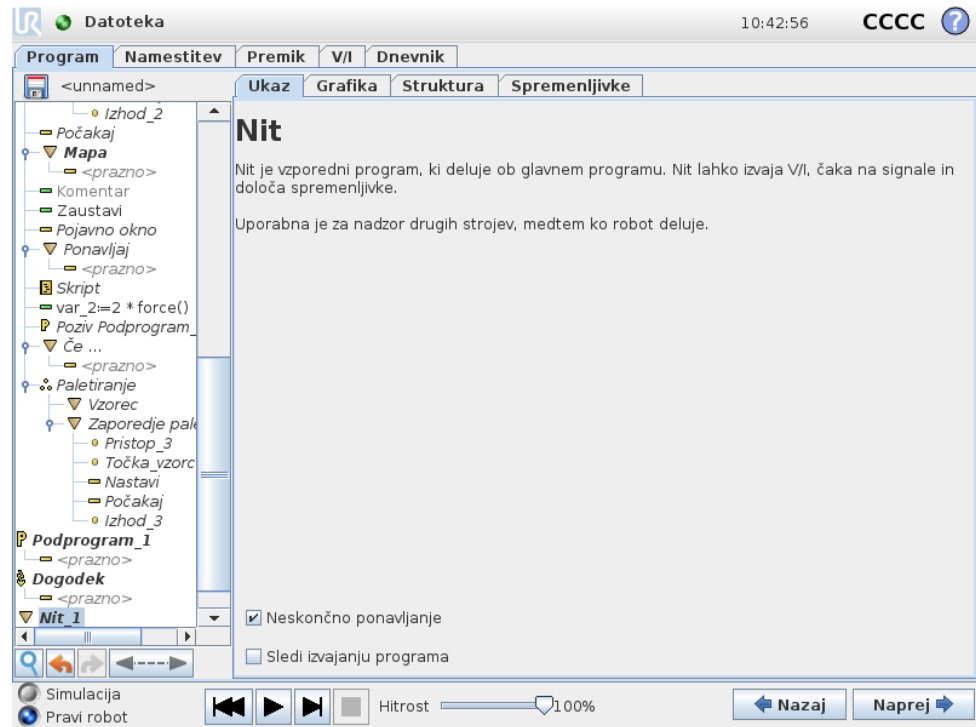 UR Datoteka 10:42:56 CCCC ?
Program Namestitev Premik V/I Dnevnik
<unnamed> Ukaz Grafika Struktura Spremenljivke
Izhod_2
Počakaj
Mapa
<prazno>
Komentar
Zaustavi
Pojavno okno
Ponavljaj
<prazno>
Skript
var_2:=2 * force()
Poziv Podprogram_
Če ...
<prazno>
Paletiranje
Vzorec
Zaporedje pale
Pristop_3
Točka_vzorc
Nastavi
Počakaj
Izhod_3
Podprogram_1
<prazno>
Dogodek
<prazno>
Nit_1
Nit
Nit je vzporedni program, ki deluje ob glavnem programu. Nit lahko izvaja V/I, čaka na signale in
določa spremenljivke.
Uporabna je za nadzor drugih strojev, medtem ko robot deluje.
Neskončno ponavljanje
Sledi izvajanju programa
Simulacija
Pravi robot
Hitrost 100%
Nazaj Naprej